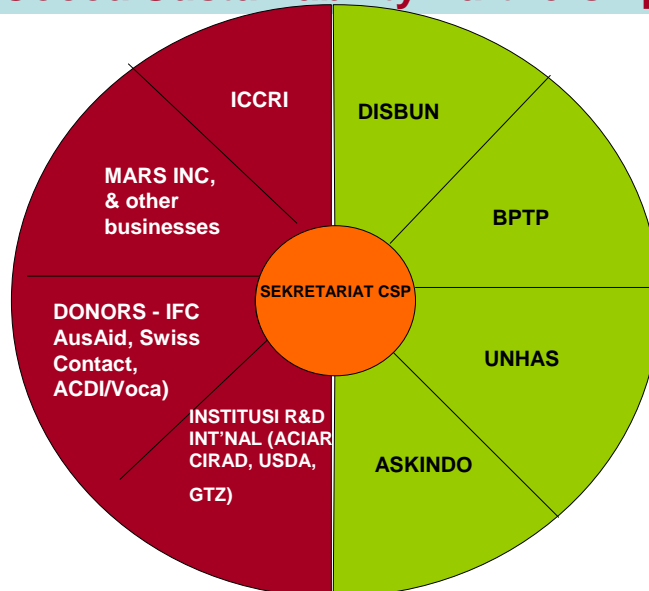 ICCRI
DISBUN
MARS INC,
& other
businesses
BPTP
SEKRETARIAT CSP
DONORS - IFC
AusAid, Swiss
Contact,
ACDI/Voca)
UNHAS
INSTITUSI R&D
INT'NAL (ACIAR
CIRAD, USDA,
GTZ)
ASKINDO